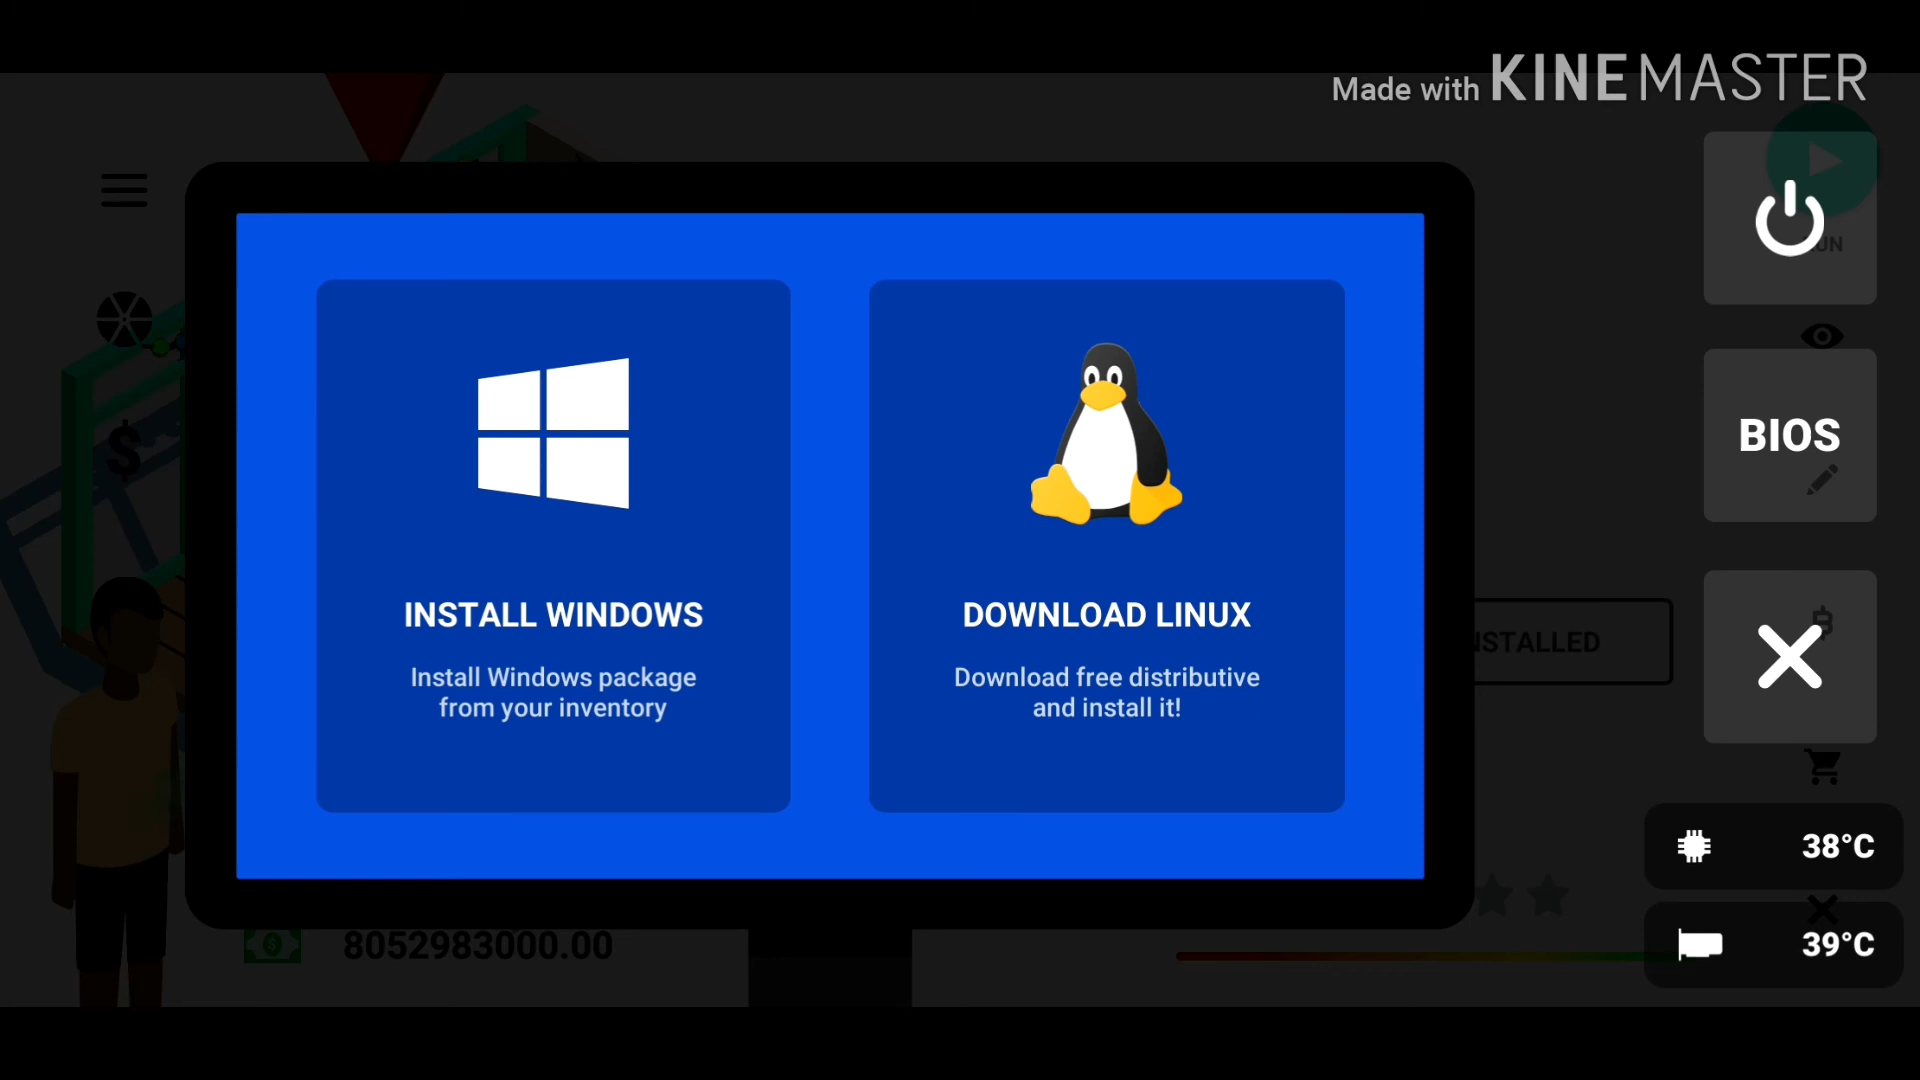 Made with KINEMASTER
BIOS
INSTALL WINDOWS
Install Windows package
from your inventory
DOWNLOAD LINUX
Download free distributive
and install it!
NSTALLED
38°C
39°C
8052983000.00